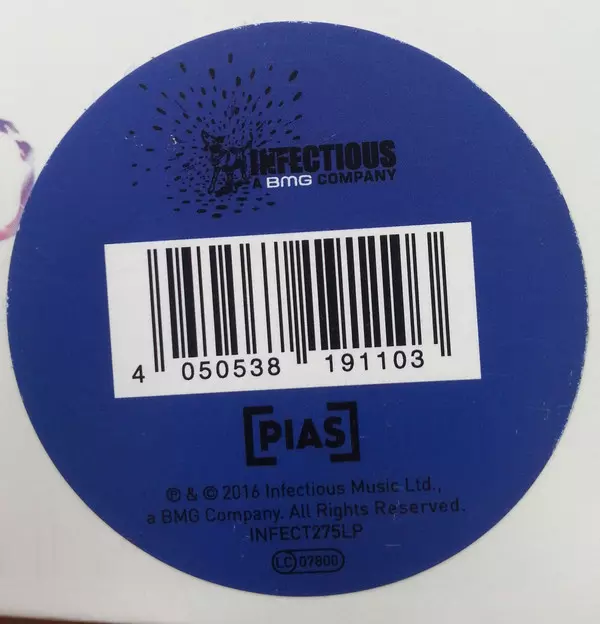 INFECTIOUS
A BMG COMPANY
4 050538 191103
[PIAS]
℗ & © 2016 Infectious Music Ltd.,
a BMG Company. All Rights Reserved.
INFECT275LP
LC 07800